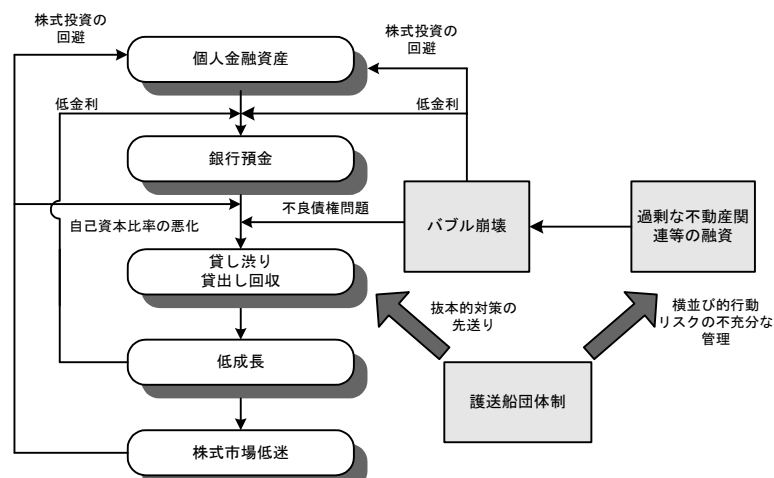 株式投資の
回避
個人金融資産
株式投資の
回避
低金利
低金利
銀行預金
自己資本比率の悪化
不良債権問題
バブル崩壊
過剰な不動産関
連等の融資
貸し渋り
貸出し回収
抜本的対策の
先送り
横並び的行動
リスクの不充分な
管理
低成長
護送船団体制
株式市場低迷